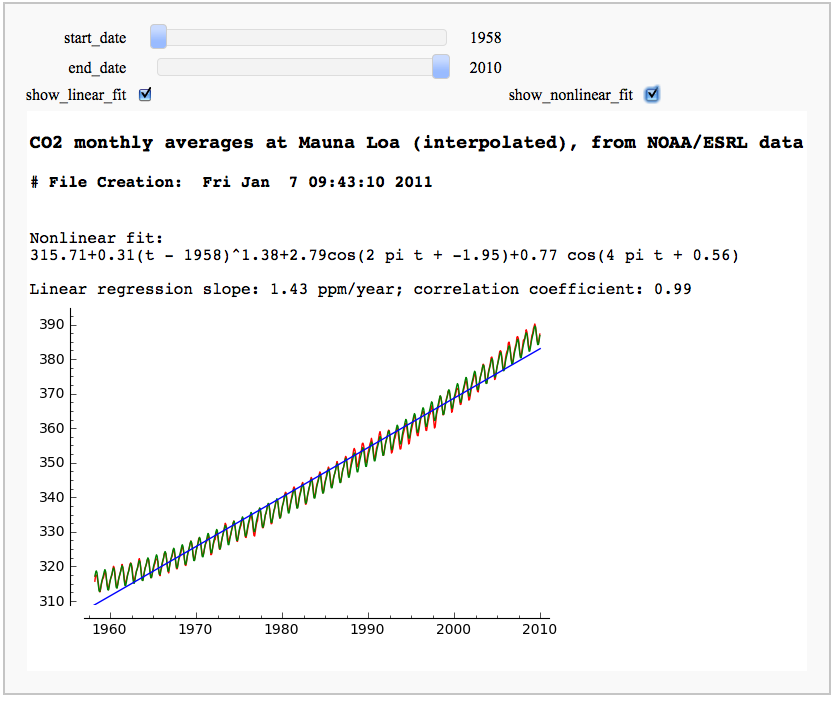 start_date 1958
end_date 2010
show_linear_fit show_nonlinear_fit
CO2 monthly averages at Mauna Loa (interpolated), from NOAA/ESRL data
# File Creation:  Fri Jan  7 09:43:10 2011
Nonlinear fit:
315.71+0.31(t - 1958)^1.38+2.79cos(2 pi t + -1.95)+0.77 cos(4 pi t + 0.56)
Linear regression slope: 1.43 ppm/year; correlation coefficient: 0.99
390
380
370
360
350
340
330
320
310
1960 1970 1980 1990 2000 2010